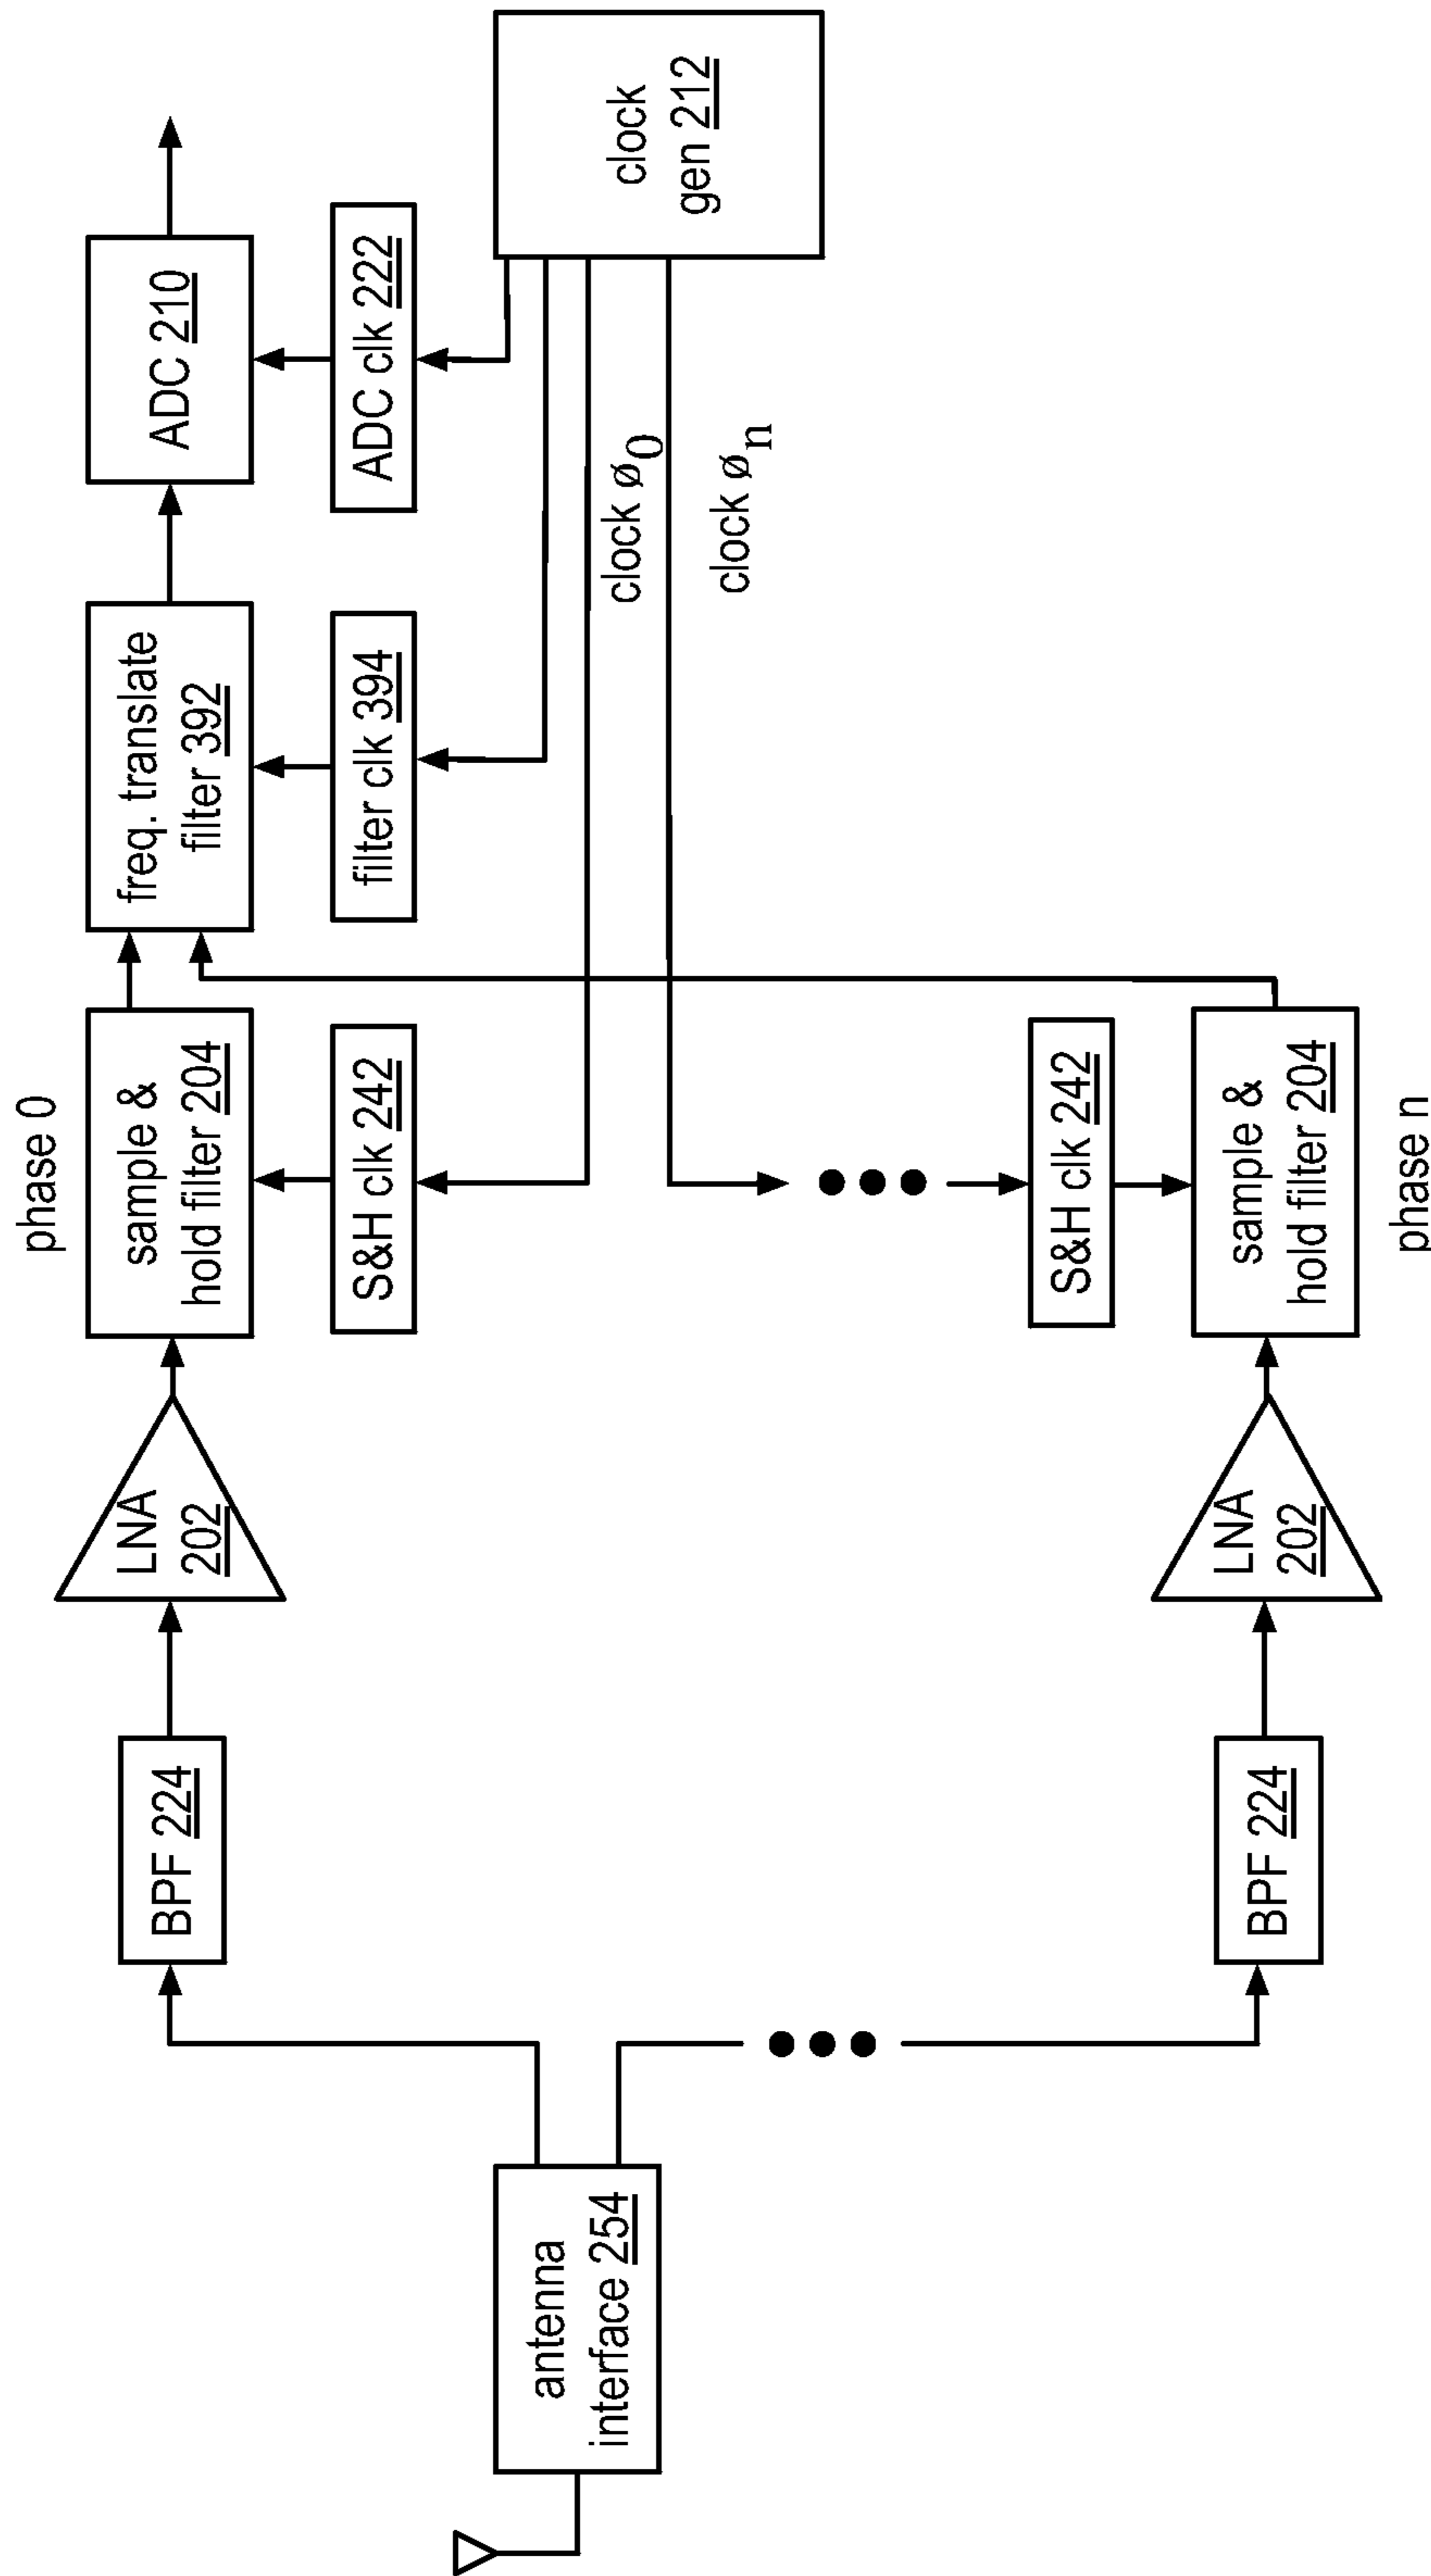 phase 0
antenna
interface 254
BPF 224
LNA
202
sample &
hold filter 204
freq. translate
filter 392
ADC 210
S&H clk 242
filter clk 394
ADC clk 222
clock
gen 212
clock ø0
clock øn
S&H clk 242
BPF 224
LNA
202
sample &
hold filter 204
phase n